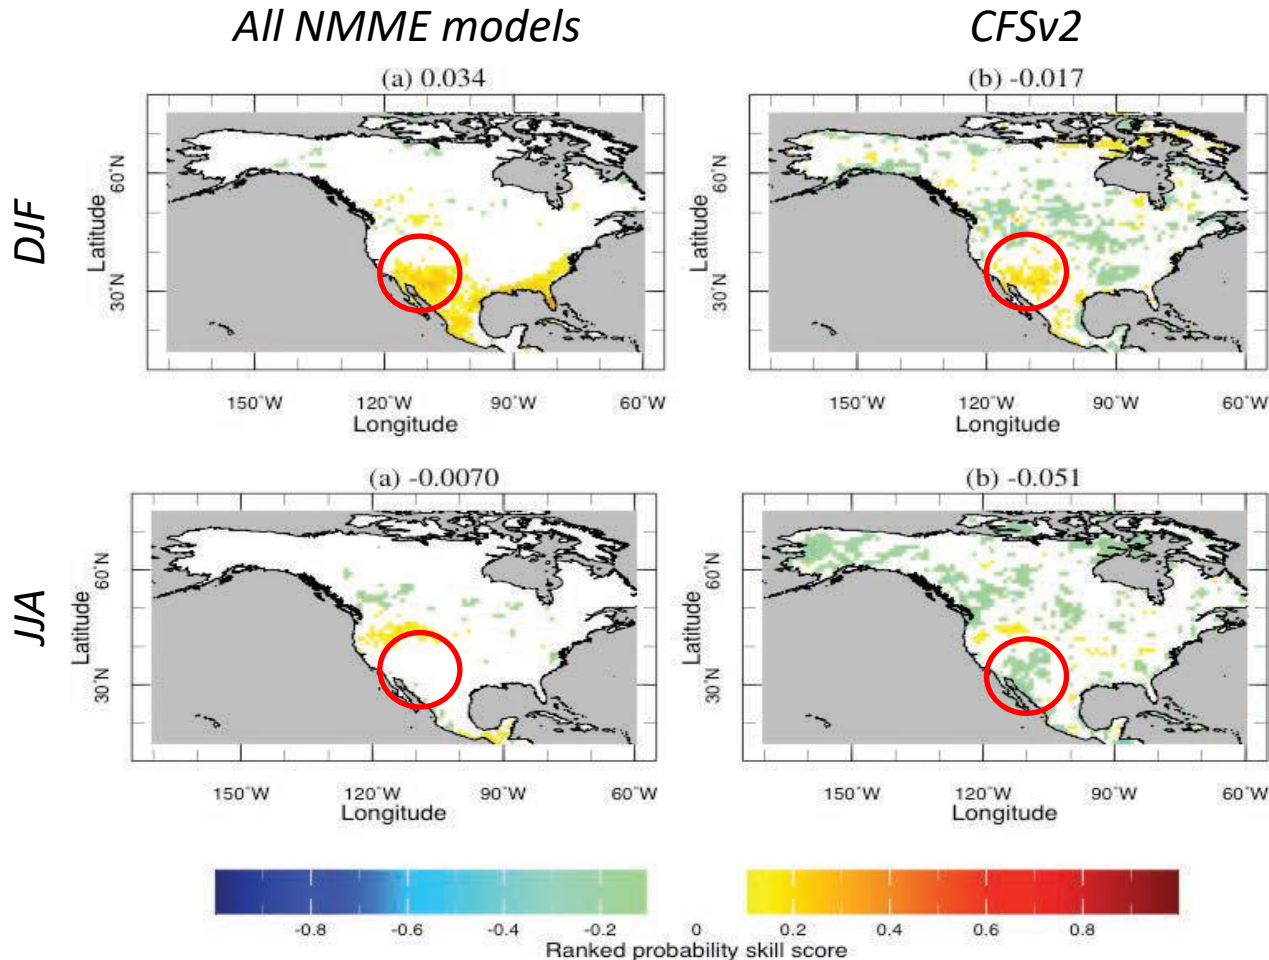 All NMME models
CFSv2
(a) 0.034
(b) -0.017
DJF
Latitude
60°N
30°N
150°W 120°W 90°W 60°W
Longitude
Latitude
60°N
30°N
150°W 120°W 90°W 60°W
Longitude
(a) -0.0070
(b) -0.051
JJA
Latitude
60°N
30°N
150°W 120°W 90°W 60°W
Longitude
Latitude
60°N
30°N
150°W 120°W 90°W 60°W
Longitude
-0.8 -0.6 -0.4 -0.2 0 0.2 0.4 0.6 0.8
Ranked probability skill score